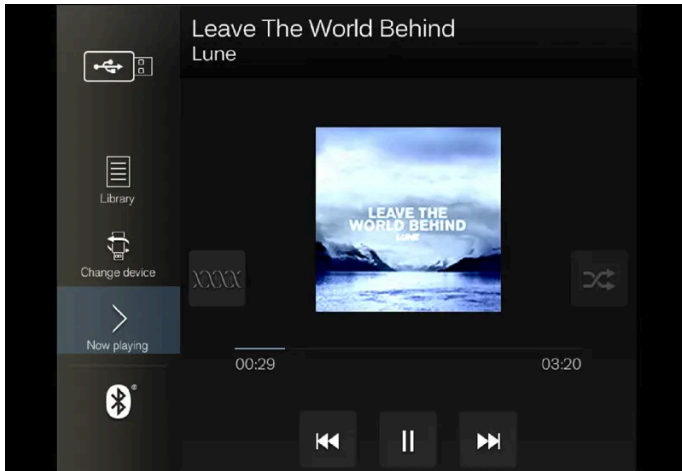 Leave The World Behind
Lune
Library
LEAVE THE
WORLD BEHIND
LUNE
Change device
XXXX
Now playing
00:29
03:20